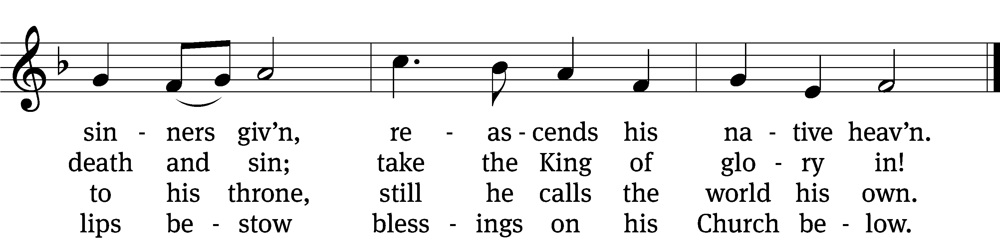 sin - ners giv’n, re - as - cends his na - tive heav’n.
death and sin; take the King of glo - ry in!
to his throne, still he calls the world his own.
lips be - stow bless - ings on his Church be - low.